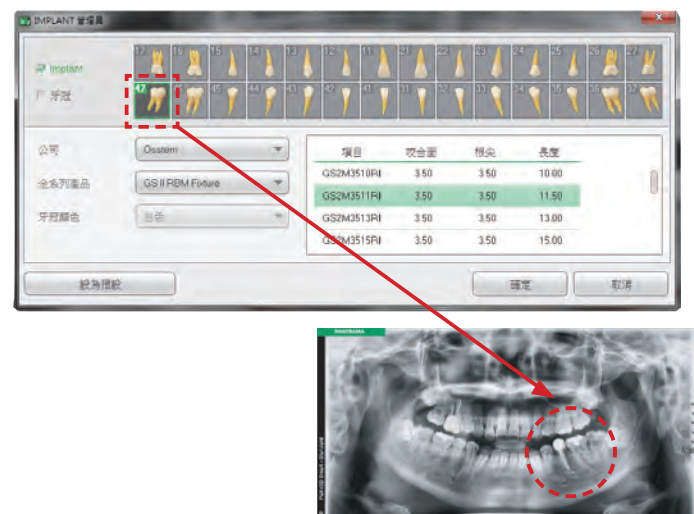 IMPLANT 管理員
17 16 15 14 13 12 11 21 22 23 24 25 26 27
Implant
47 45 44 43 42 41 31 32 33 34 35 36 37
牙冠
公司 Osstem
全系列產品 GS II RBM Fixture
牙冠顏色 白色
項目 咬合面 根尖 長度
GS2M3510RI 3.50 3.50 10.00
GS2M3511RI 3.50 3.50 11.50
GS2M3513RI 3.50 3.50 13.00
GS2M3515RI 3.50 3.50 15.00
設為預設 確定 取消
PANORAMA